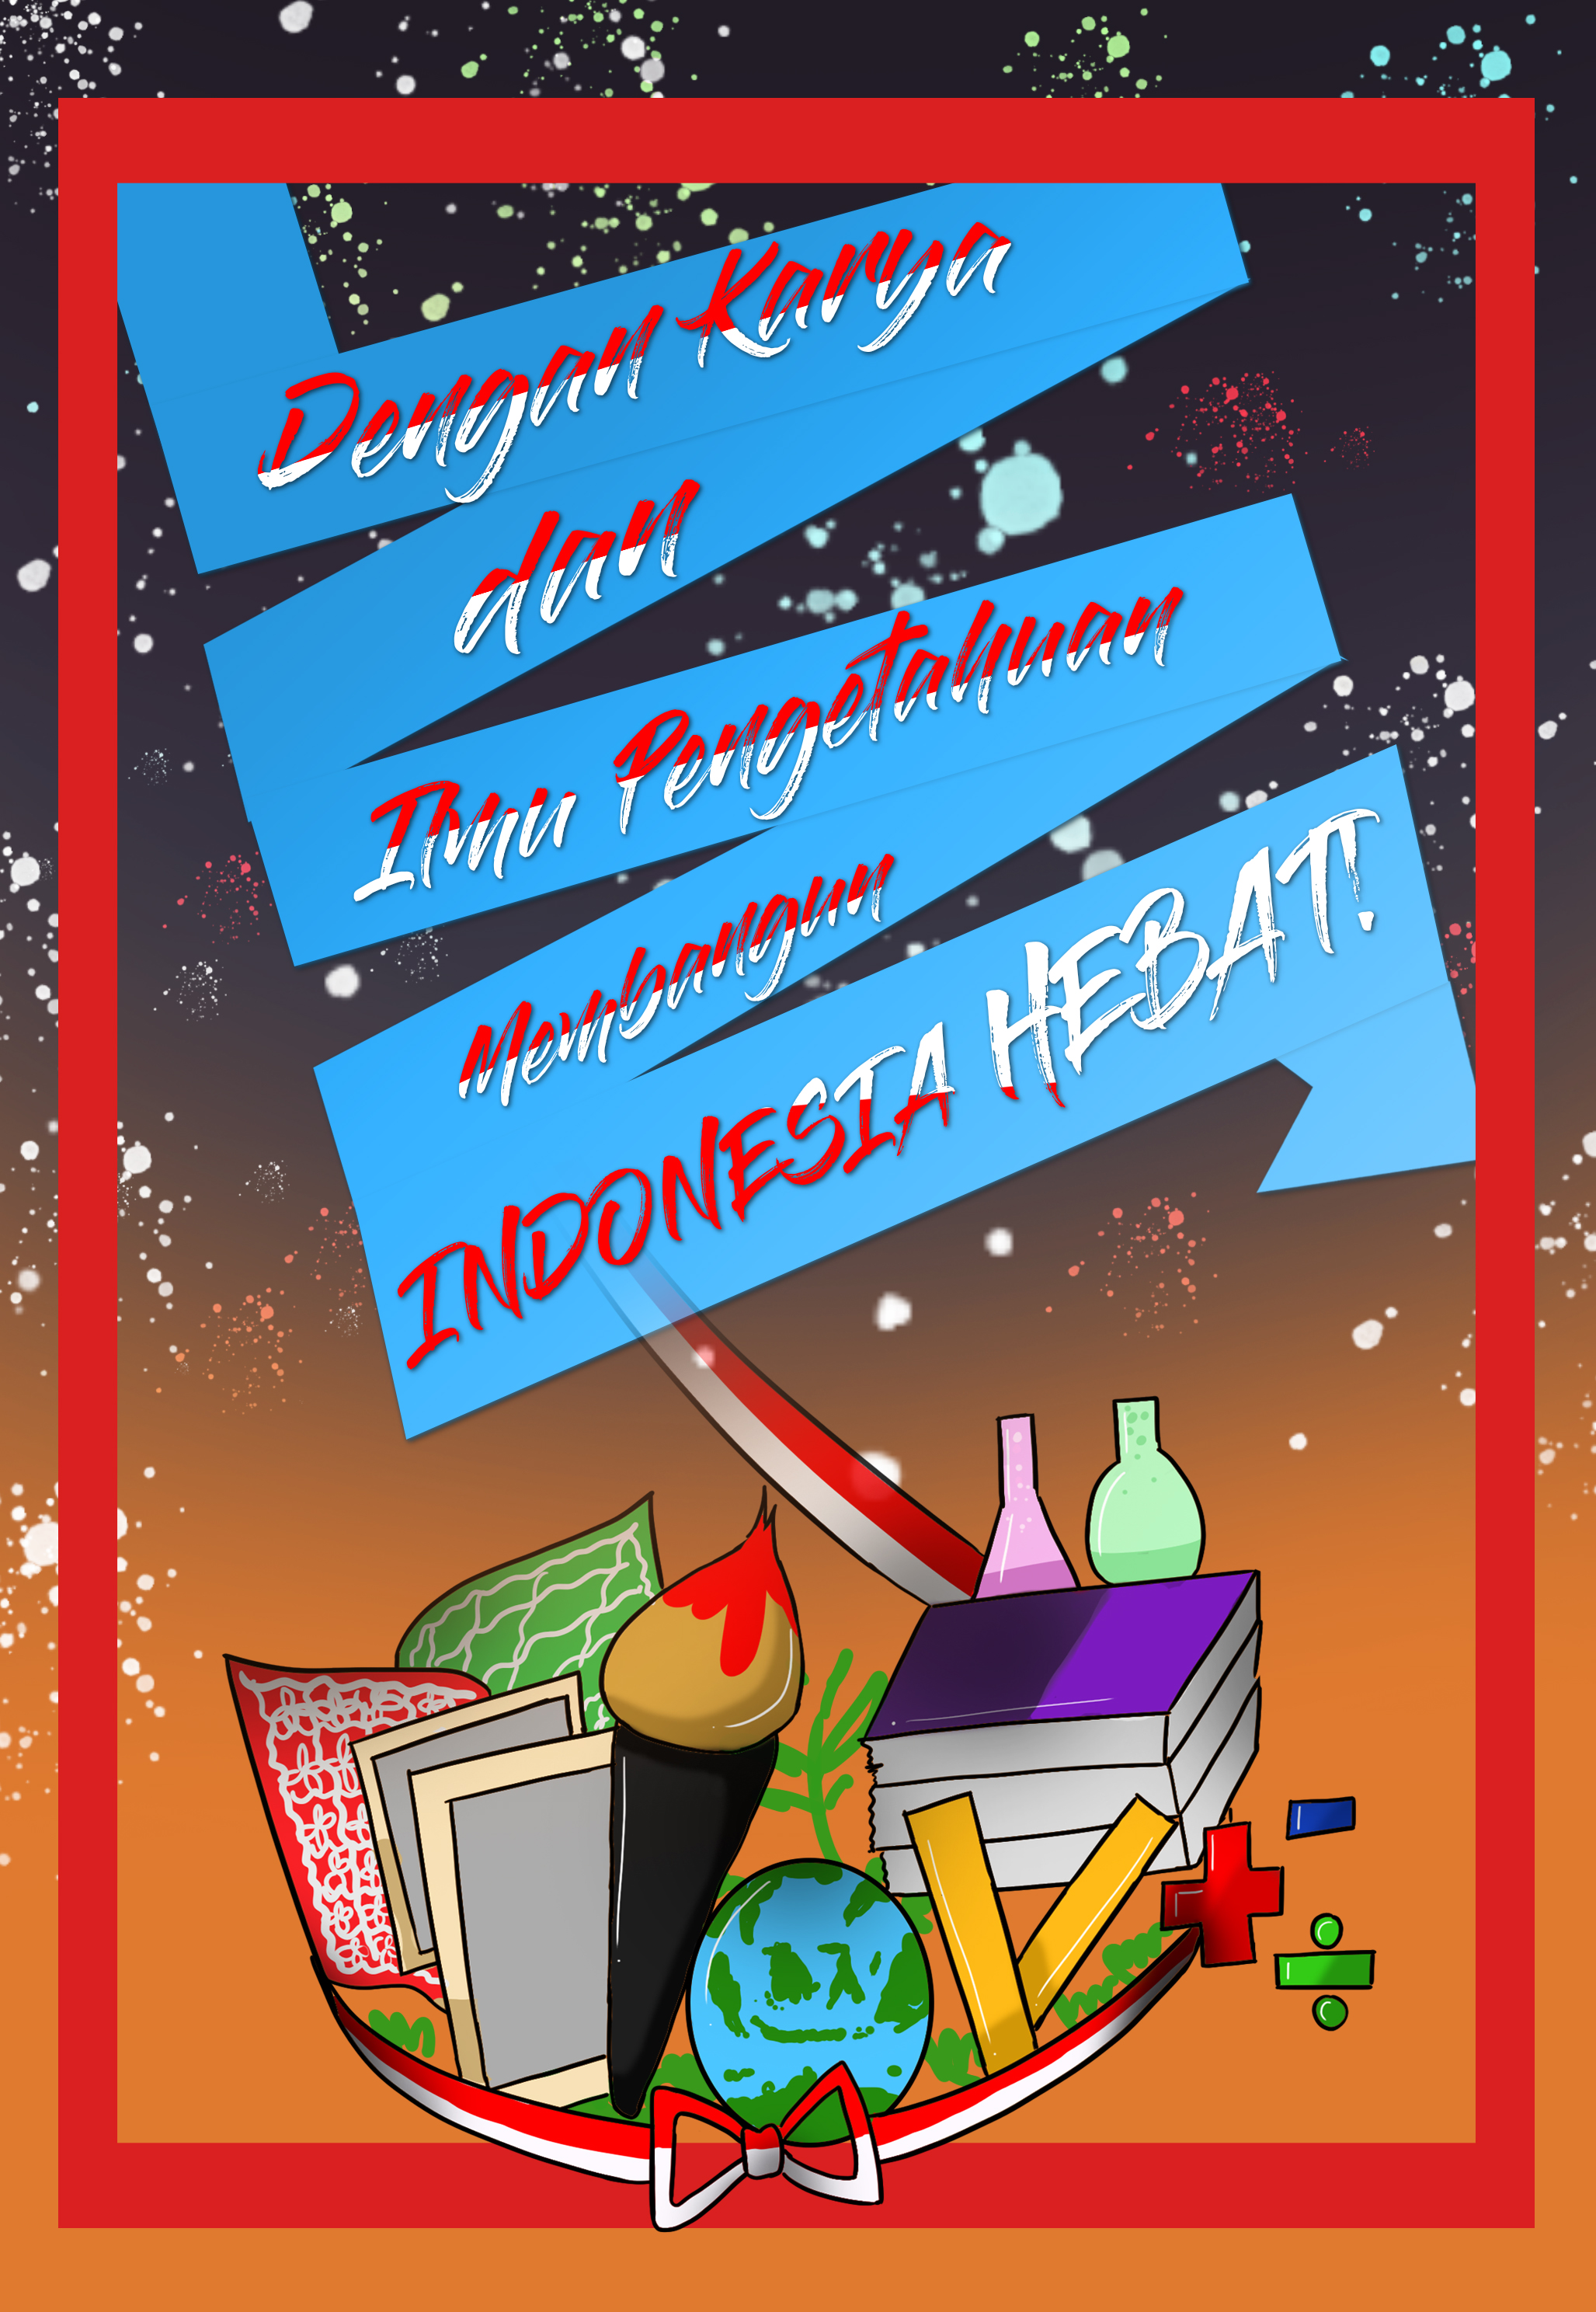 Dengan Karya
dan
Ilmu Pengetahuan
Membangun
INDONESIA HEBAT!